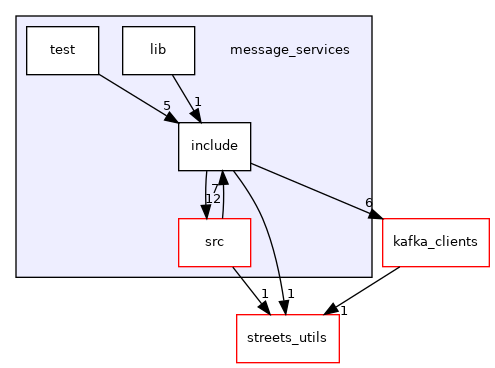 test
lib
message_services
5
1
include
7
12
6
src
kafka_clients
1
1
1
streets_utils